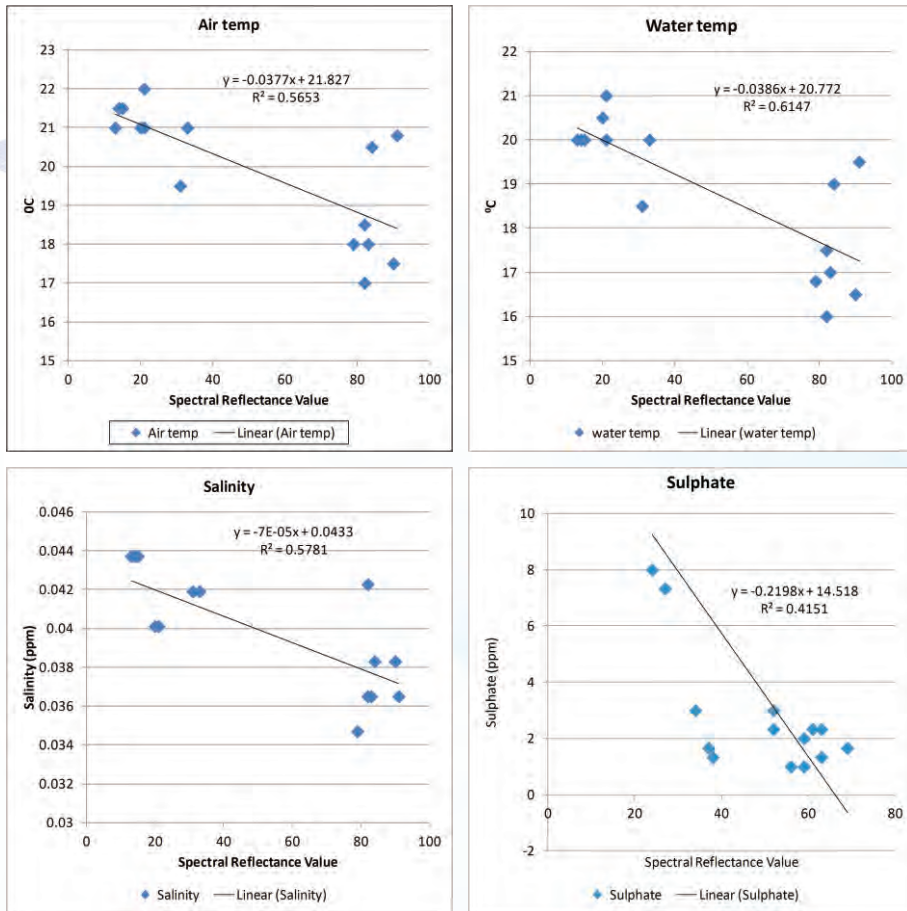 Air temp
23
22
21
20
19
18
17
16
15
0C
y = -0.0377x + 21.827
R² = 0.5653
0 20 40 60 80 100
Spectral Reflectance Value
Air temp Linear (Air temp)
Water temp
22
21
20
19
18
17
16
15
⁰C
y = -0.0386x + 20.772
R² = 0.6147
0 20 40 60 80 100
Spectral Reflectance Value
water temp Linear (water temp)
Salinity
0.046
0.044
0.042
0.04
0.038
0.036
0.034
0.032
0.03
Salinity (ppm)
y = -7E-05x + 0.0433
R² = 0.5781
0 20 40 60 80 100
Spectral Reflectance Value
Salinity Linear (Salinity)
Sulphate
10
8
6
4
2
0
-2
Sulphate (ppm)
y = -0.2198x + 14.518
R² = 0.4151
0 20 40 60 80
Spectral Reflectance Value
Sulphate Linear (Sulphate)